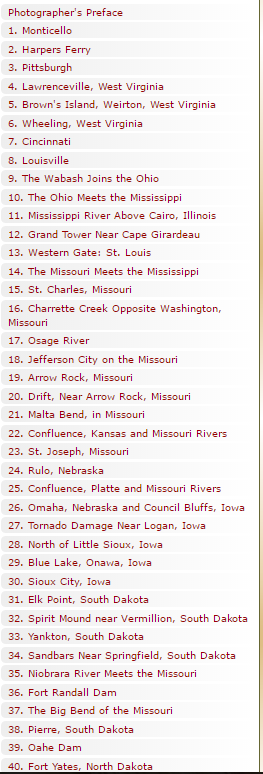 Photographer's Preface
1. Monticello
2. Harpers Ferry
3. Pittsburgh
4. Lawrenceville, West Virginia
5. Brown's Island, Weirton, West Virginia
6. Wheeling, West Virginia
7. Cincinnati
8. Louisville
9. The Wabash Joins the Ohio
10. The Ohio Meets the Mississippi
11. Mississippi River Above Cairo, Illinois
12. Grand Tower Near Cape Girardeau
13. Western Gate: St. Louis
14. The Missouri Meets the Mississippi
15. St. Charles, Missouri
16. Charrette Creek Opposite Washington,
Missouri
17. Osage River
18. Jefferson City on the Missouri
19. Arrow Rock, Missouri
20. Drift, Near Arrow Rock, Missouri
21. Malta Bend, in Missouri
22. Confluence, Kansas and Missouri Rivers
23. St. Joseph, Missouri
24. Rulo, Nebraska
25. Confluence, Platte and Missouri Rivers
26. Omaha, Nebraska and Council Bluffs, Iowa
27. Tornado Damage Near Logan, Iowa
28. North of Little Sioux, Iowa
29. Blue Lake, Onawa, Iowa
30. Sioux City, Iowa
31. Elk Point, South Dakota
32. Spirit Mound near Vermillion, South Dakota
33. Yankton, South Dakota
34. Sandbars Near Springfield, South Dakota
35. Niobrara River Meets the Missouri
36. Fort Randall Dam
37. The Big Bend of the Missouri
38. Pierre, South Dakota
39. Oahe Dam
40. Fort Yates, North Dakota